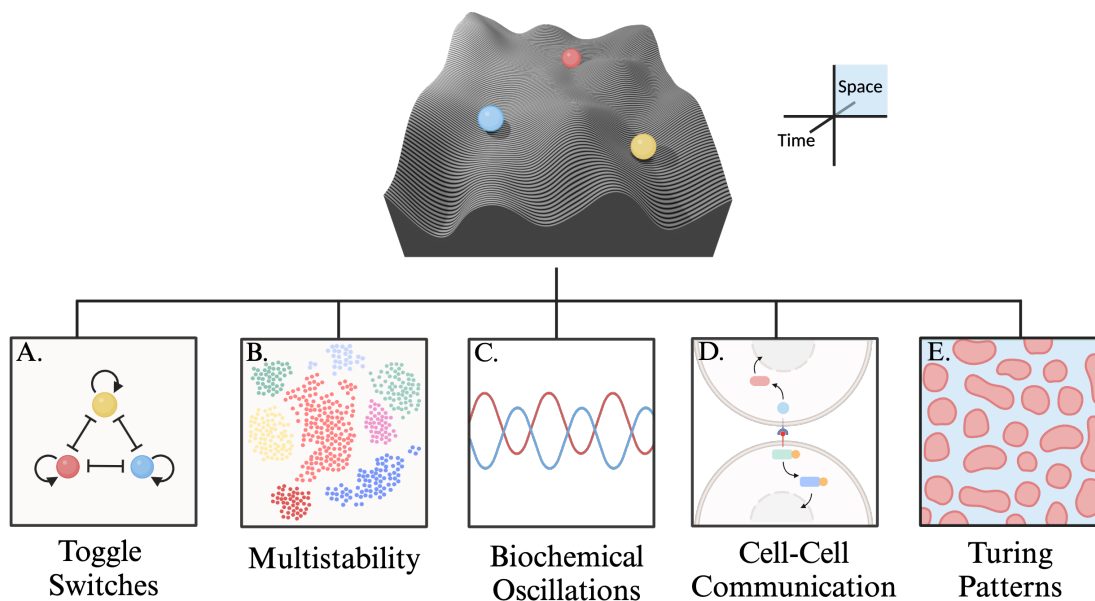 Space
Time
A.
B.
C.
D.
E.
Toggle
Switches
Multistability
Biochemical
Oscillations
Cell-Cell
Communication
Turing
Patterns